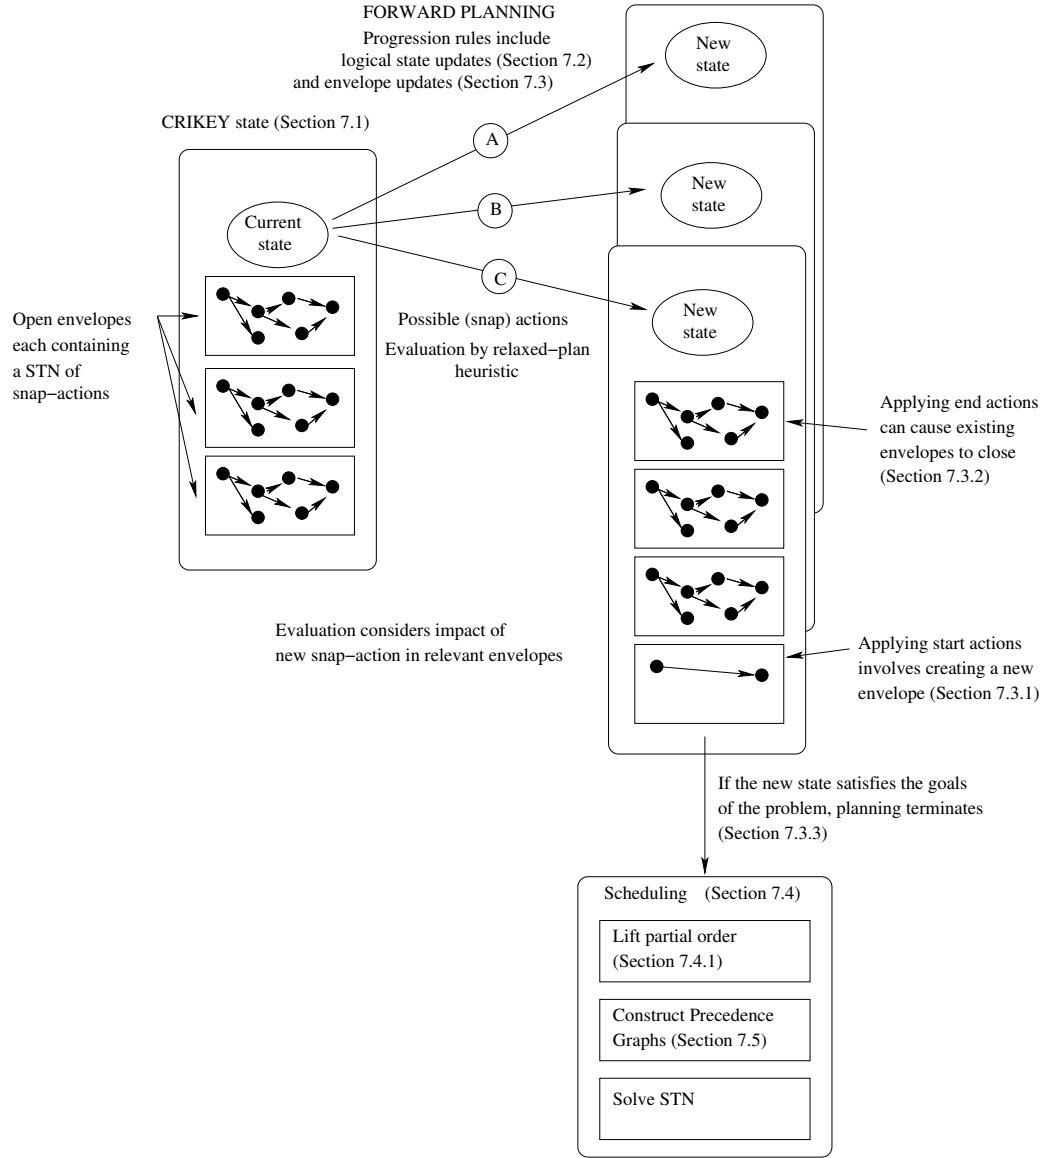 FORWARD PLANNING
Progression rules include
logical state updates (Section 7.2)
and envelope updates (Section 7.3)
CRIKEY state (Section 7.1)
New
state
A
New
state
B
Current
state
C
New
state
Open envelopes
each containing
a STN of
snap−actions
Possible (snap) actions
Evaluation by relaxed−plan
heuristic
Applying end actions
can cause existing
envelopes to close
(Section 7.3.2)
Evaluation considers impact of
new snap−action in relevant envelopes
Applying start actions
involves creating a new
envelope (Section 7.3.1)
If the new state satisfies the goals
of the problem, planning terminates
(Section 7.3.3)
Scheduling (Section 7.4)
Lift partial order
(Section 7.4.1)
Construct Precedence
Graphs (Section 7.5)
Solve STN